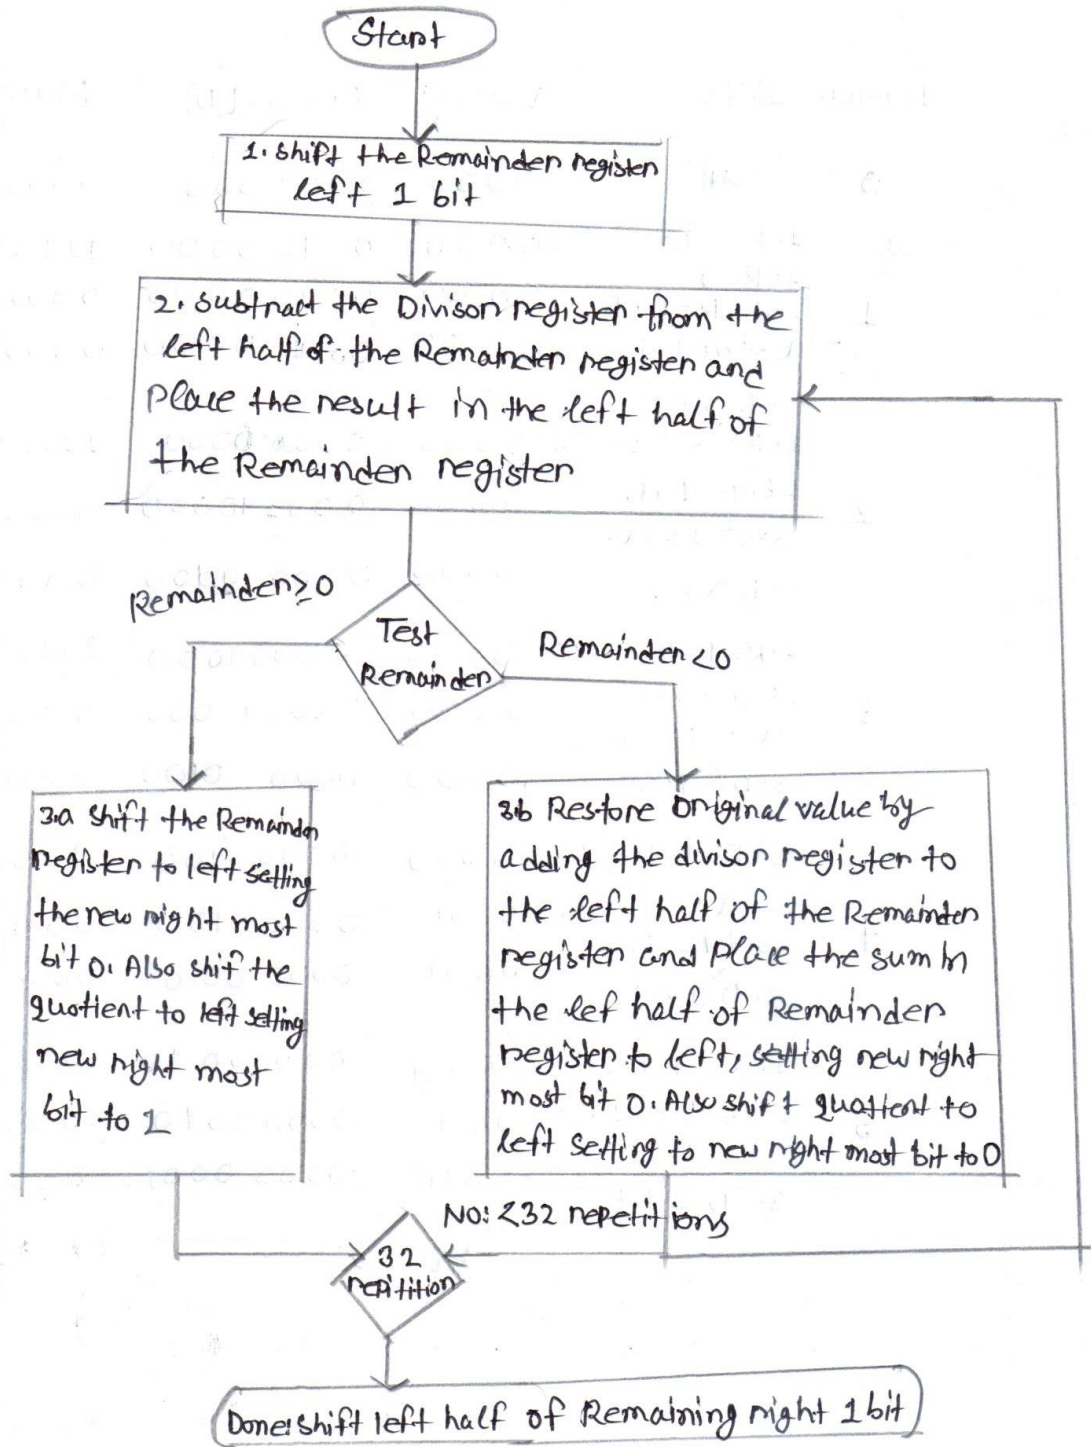 Start
1. Shift the Remainder register
left 1 bit
2. Subtract the Divison register from the
left half of the Remainder register and
place the result in the left half of
the Remainder register
Remainder≥0
Test
Remainder
Remainder<0
3.a Shift the Remainder
register to left setting
the new right most
bit 0. Also shif the
quotient to left setting
new right most
bit to 1
3.b Restore Original value by
adding the divisor register to
the left half of the Remainder
register and Place the sum in
the lef half of Remainder
register to left, setting new right
most bit 0. Also shift quotient to
left setting to new right most bit to 0
No: <32 repetitions
32
repitition
Done: shift left half of Remaining right 1 bit